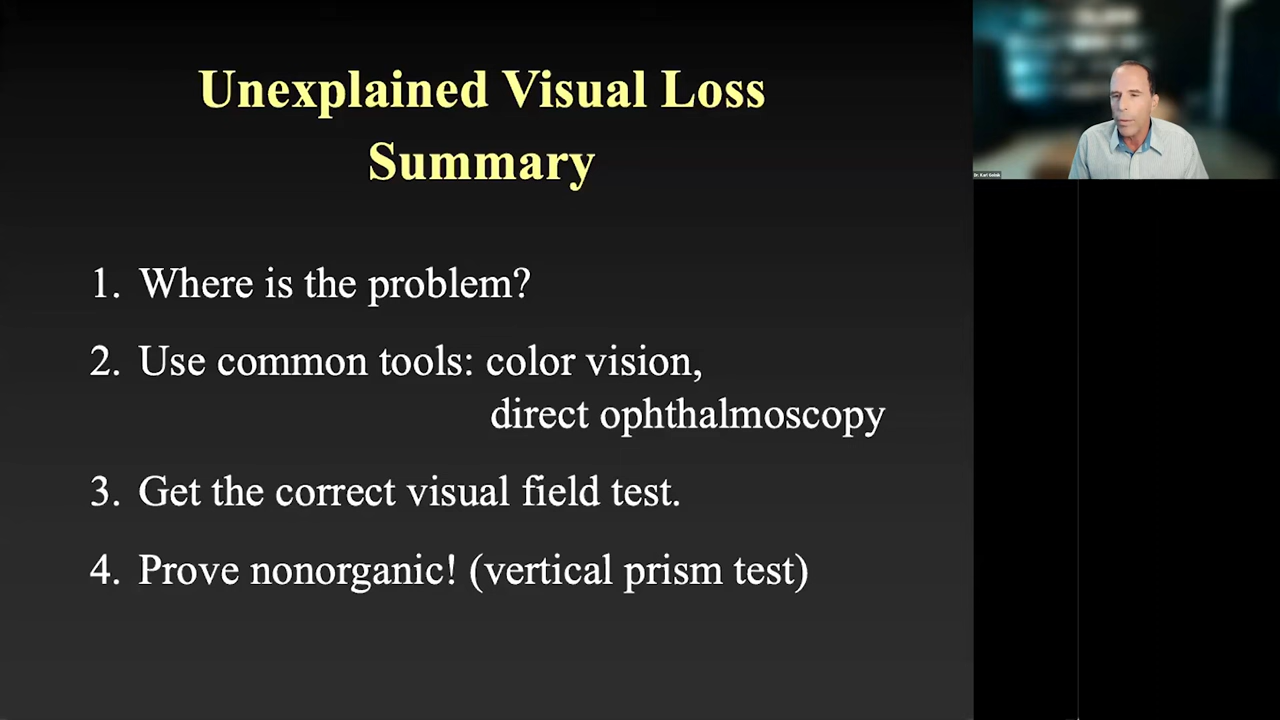 Unexplained Visual Loss
Summary
1. Where is the problem?
2. Use common tools: color vision,
direct ophthalmoscopy
3. Get the correct visual field test.
4. Prove nonorganic! (vertical prism test)